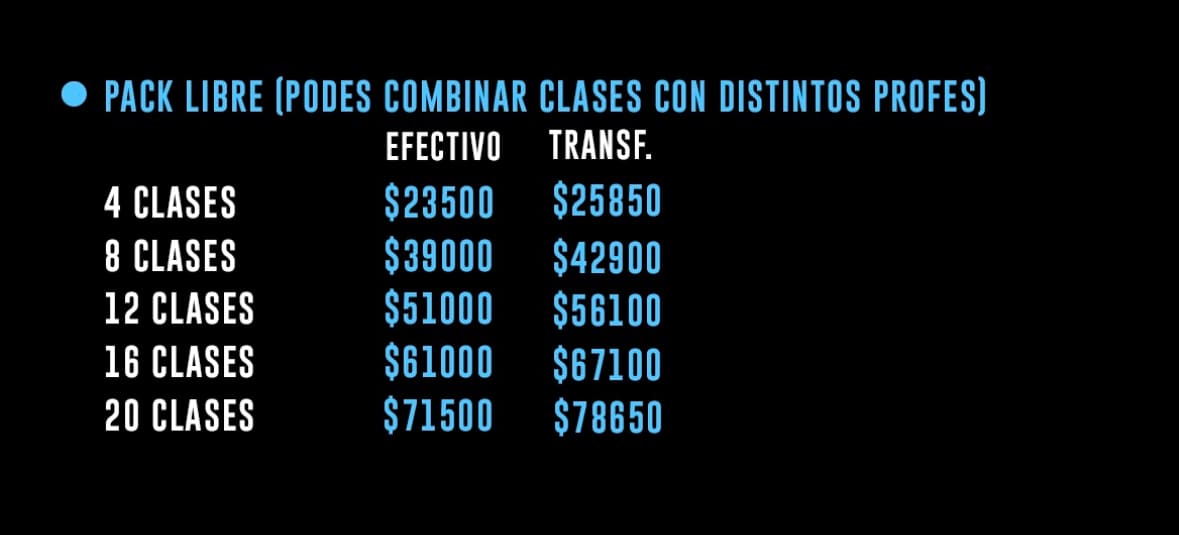 ● PACK LIBRE (PODES COMBINAR CLASES CON DISTINTOS PROFES)
EFECTIVO TRANSF.
4 CLASES $23500 $25850
8 CLASES $39000 $42900
12 CLASES $51000 $56100
16 CLASES $61000 $67100
20 CLASES $71500 $78650